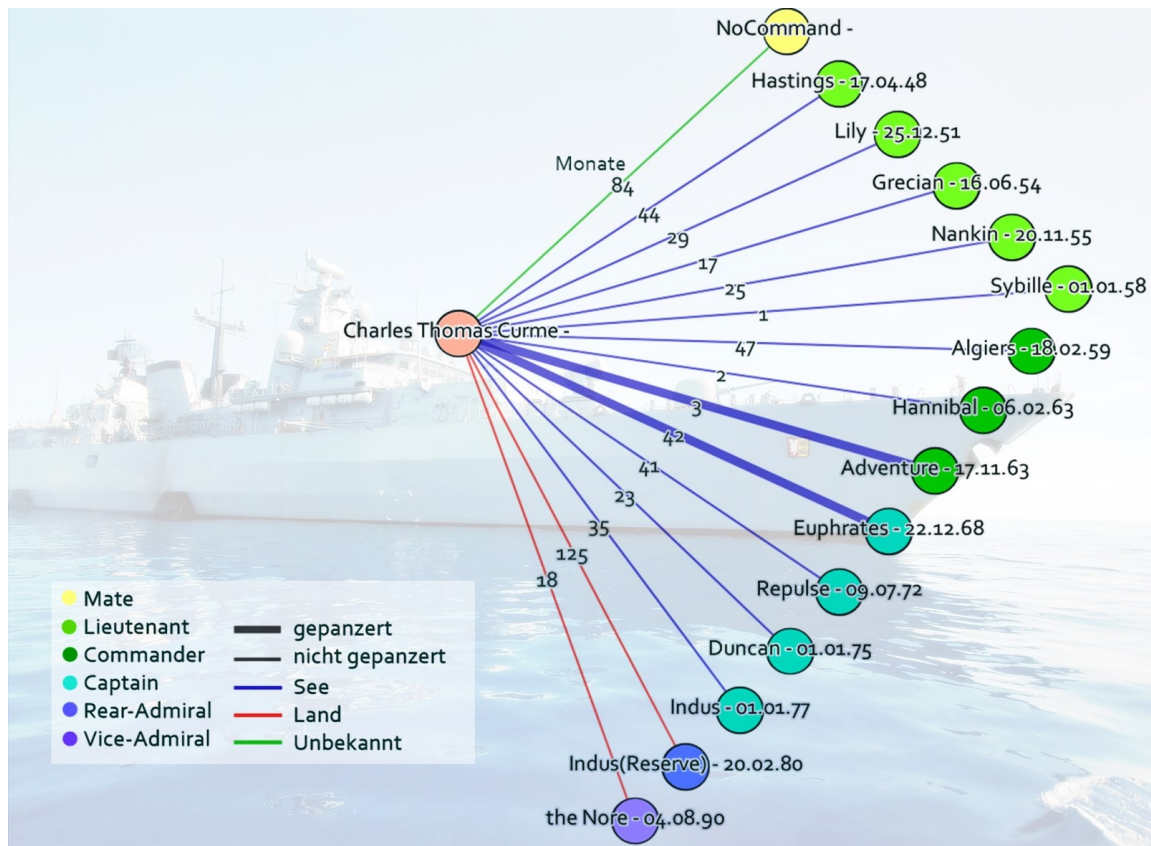 NoCommand -
Hastings - 17.04.48
Lily - 25.12.51
Monate
84
Grecian - 16.06.54
44
29
Nankin - 20.11.55
17
25
Sybille - 01.01.58
1
Charles Thomas Curme -
47
Algiers - 18.02.59
2
3
Hannibal - 06.02.63
42
41
Adventure - 17.11.63
23
35
Euphrates - 22.12.68
125
18
Repulse - 09.07.72
Duncan - 01.01.75
Indus - 01.01.77
Indus(Reserve) - 20.02.80
the Nore - 04.08.90
Mate
Lieutenant
Commander
Captain
Rear-Admiral
Vice-Admiral
gepanzert
nicht gepanzert
See
Land
Unbekannt